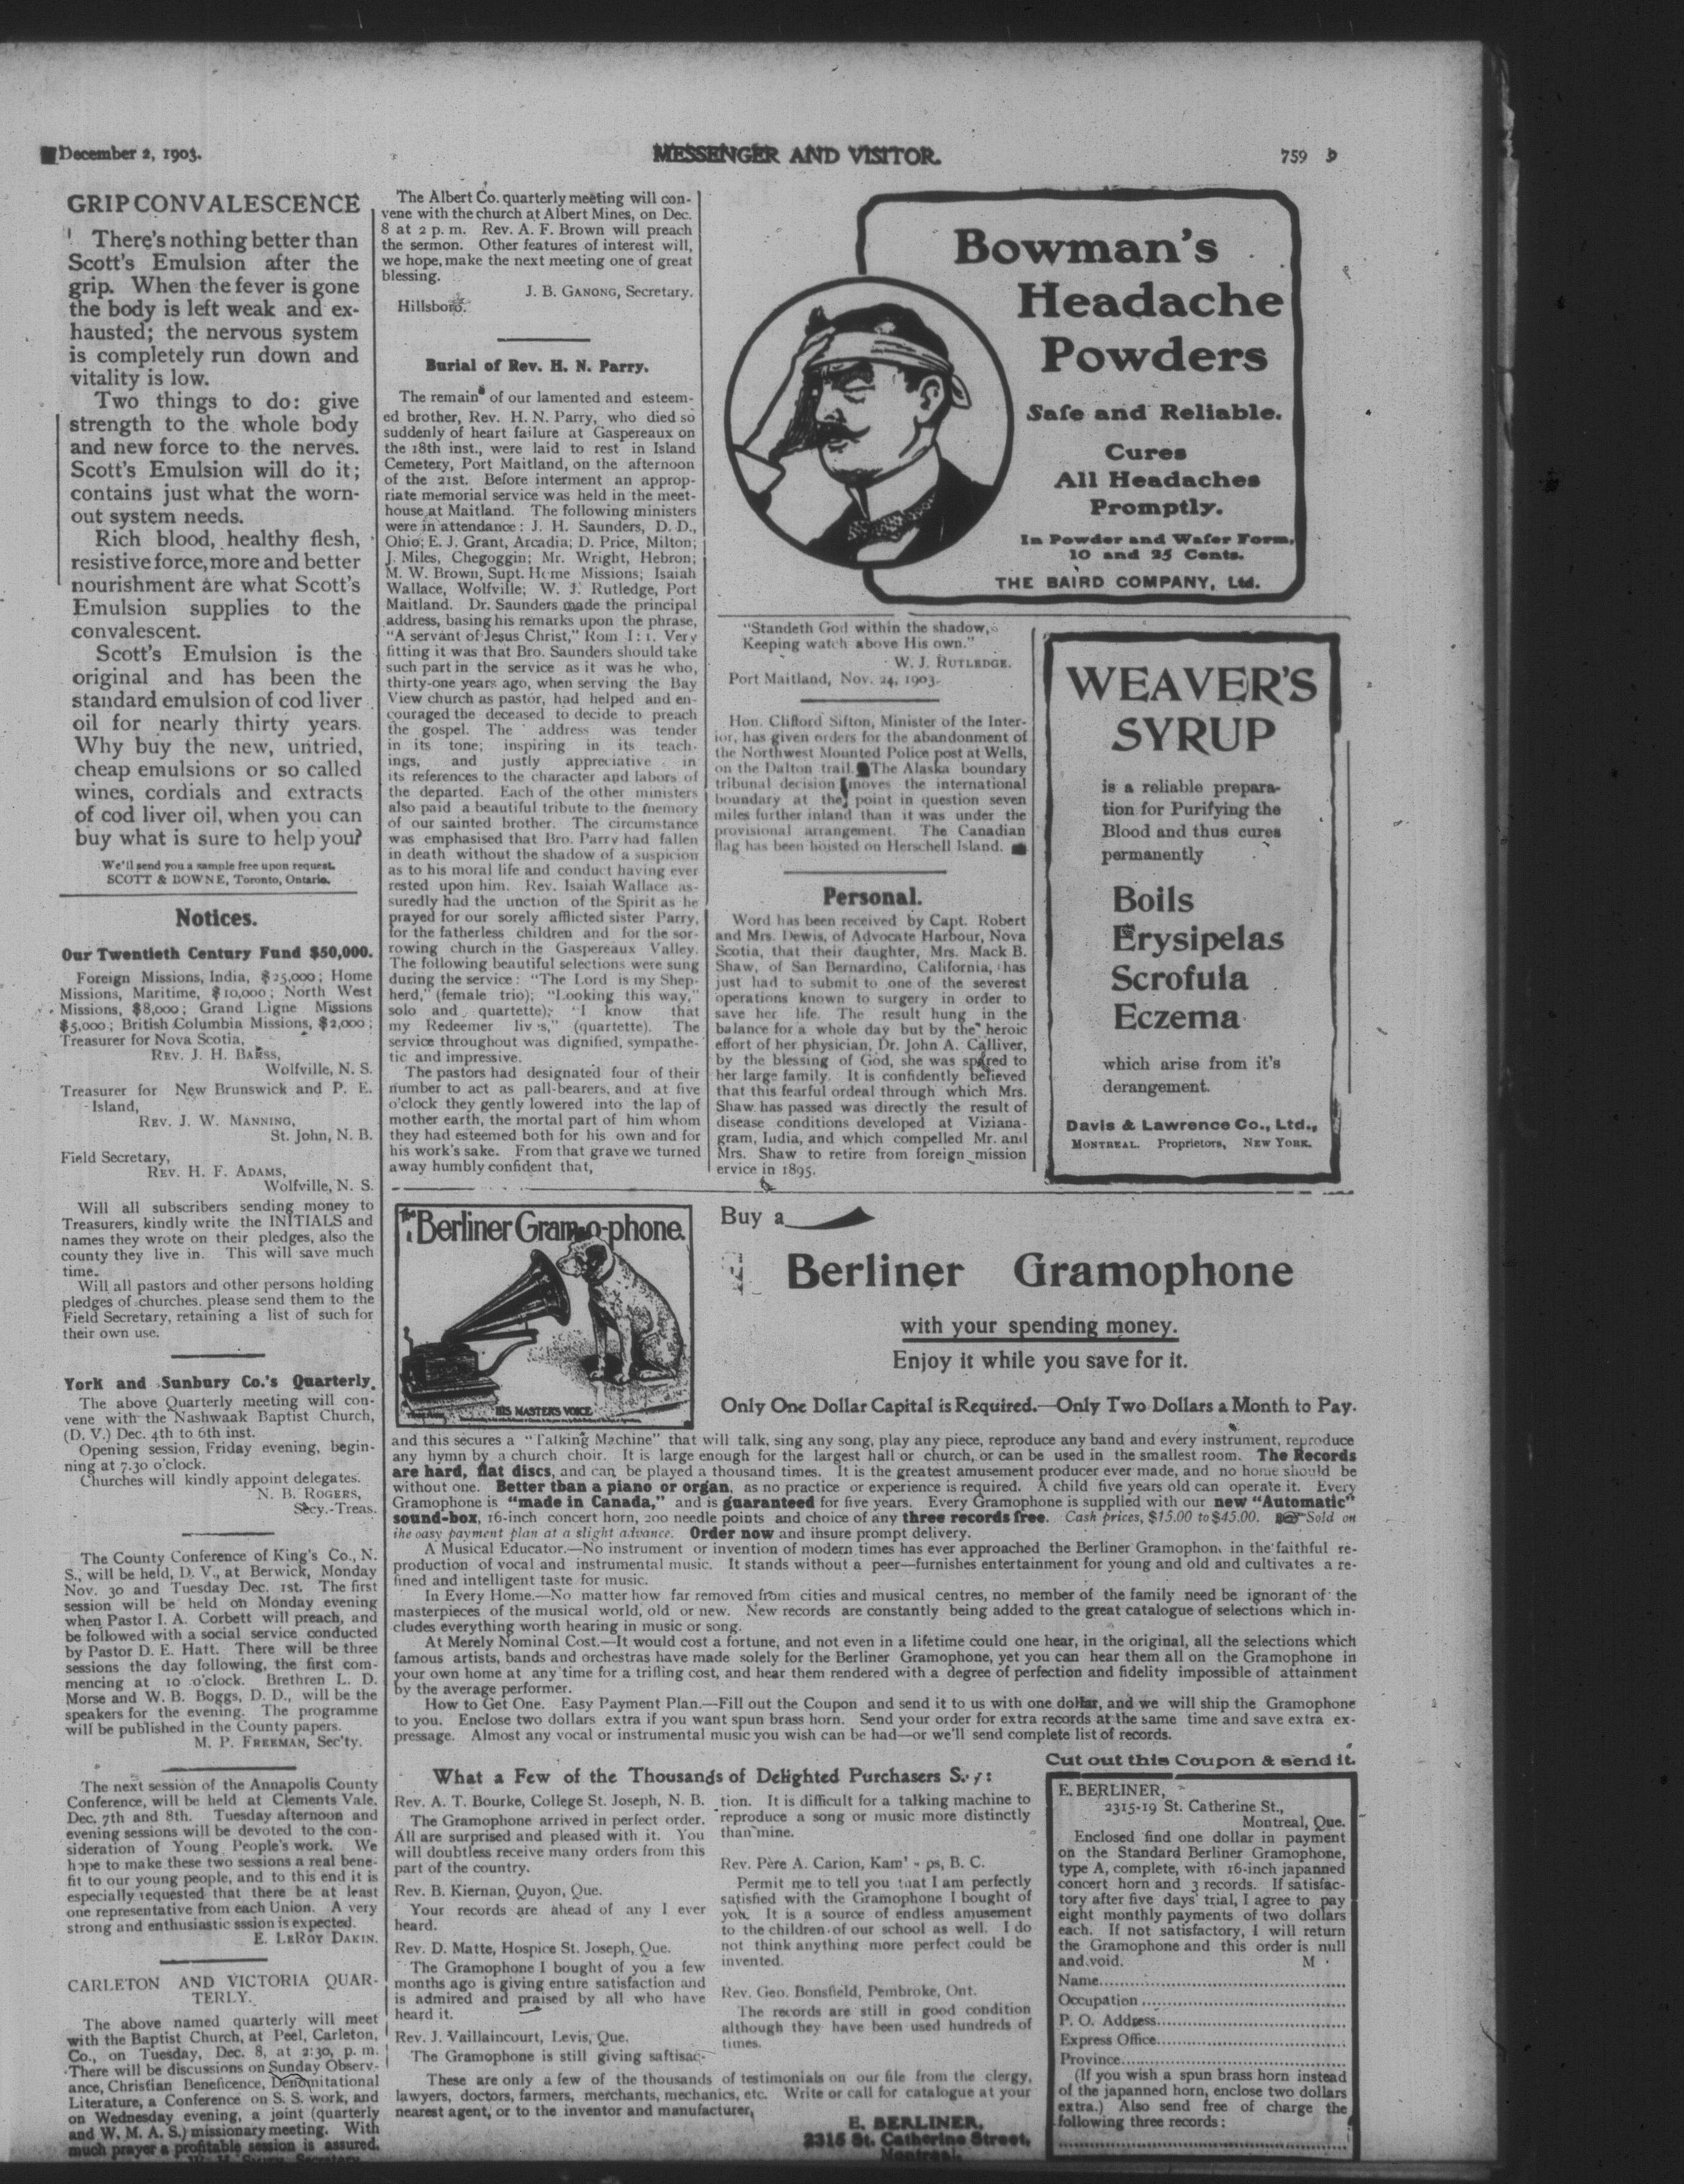 December 2, 1903.
MESSENGER AND VISITOR.
759
GRIP CONVALESCENCE
There's nothing better than
Scott's Emulsion after the
grip. When the fever is gone
the body is left weak and ex-
hausted; the nervous system
is completely run down and
vitality is low.
Two things to do: give
strength to the whole body
and new force to the nerves.
Scott's Emulsion will do it;
contains just what the worn-
out system needs.
Rich blood, healthy flesh,
resistive force, more and better
nourishment are what Scott's
Emulsion supplies to the
convalescent.
Scott's Emulsion is the
original and has been the
standard emulsion of cod liver
oil for nearly thirty years.
Why buy the new, untried,
cheap emulsions or so called
wines, cordials and extracts
of cod liver oil, when you can
buy what is sure to help you?
We'll send you a sample free upon request.
SCOTT & BOWNE, Toronto, Ontario.
Notices.
Our Twentieth Century Fund $50,000.
Foreign Missions, India, $25,000; Home
Missions, Maritime, $10,000; North West
Missions, $8,000; Grand Ligne Missions
$5,000; British Columbia Missions, $2,000;
Treasurer for Nova Scotia,
REV. J. H. BARSS,
Wolfville, N. S.
Treasurer for New Brunswick and P. E.
Island,
REV. J. W. MANNING,
St. John, N. B.
Field Secretary,
REV. H. F. ADAMS,
Wolfville, N. S.
Will all subscribers sending money to
Treasurers, kindly write the INITIALS and
names they wrote on their pledges, also the
county they live in. This will save much
time.
Will all pastors and other persons holding
pledges of churches, please send them to the
Field Secretary, retaining a list of such for
their own use.
York and Sunbury Co.'s Quarterly.
The above Quarterly meeting will con-
vene with the Nashwaak Baptist Church,
(D. V.) Dec. 4th to 6th inst.
Opening session, Friday evening, begin-
ning at 7.30 o'clock.
Churches will kindly appoint delegates.
N. B. ROGERS,
Secy.-Treas.
The County Conference of King's Co., N.
S., will be held, D. V., at Berwick, Monday
Nov. 30 and Tuesday Dec. 1st. The first
session will be held on Monday evening
when Pastor I. A. Corbett will preach, and
be followed with a social service conducted
by Pastor D. E. Hatt. There will be three
sessions the day following, the first com-
mencing at 10 o'clock. Brethren L. D.
Morse and W. B. Boggs, D. D., will be the
speakers for the evening. The programme
will be published in the County papers.
M. P. FREEMAN, Sec'ty.
The next session of the Annapolis County
Conference, will be held at Clements Vale,
Dec. 7th and 8th. Tuesday afternoon and
evening sessions will be devoted to the con-
sideration of Young People's work. We
hope to make these two sessions a real bene-
fit to our young people, and to this end it is
especially requested that there be at least
one representative from each Union. A very
strong and enthusiastic sssion is expected.
E. LEROY DAKIN.
CARLETON AND VICTORIA QUAR-
TERLY.
The above named quarterly will meet
with the Baptist Church, at Peel, Carleton,
Co., on Tuesday, Dec. 8, at 2:30, p. m.
There will be discussions on Sunday Observ-
ance, Christian Beneficence, Denomitational
Literature, a Conference on S. S. work, and
on Wednesday evening, a joint (quarterly
and W. M. A. S.) missionary meeting. With
much prayer a profitable session is assured.
The Albert Co. quarterly meeting will con-
vene with the church at Albert Mines, on Dec.
8 at 2 p. m. Rev. A. F. Brown will preach
the sermon. Other features of interest will,
we hope, make the next meeting one of great
blessing.
J. B. GANONG, Secretary.
Hillsboro.
Burial of Rev. H. N. Parry.
The remains of our lamented and esteem-
ed brother, Rev. H. N. Parry, who died so
suddenly of heart failure at Gaspereaux on
the 18th inst., were laid to rest in Island
Cemetery, Port Maitland, on the afternoon
of the 21st. Before interment an approp-
riate memorial service was held in the meet-
house at Maitland. The following ministers
were in attendance: J. H. Saunders, D. D.,
Ohio; E. J. Grant, Arcadia; D. Price, Milton;
J. Miles, Chegoggin; Mr. Wright, Hebron;
M. W. Brown, Supt. Home Missions; Isaiah
Wallace, Wolfville; W. J. Rutledge, Port
Maitland. Dr. Saunders made the principal
address, basing his remarks upon the phrase,
"A servant of Jesus Christ," Rom 1: 1. Very
fitting it was that Bro. Saunders should take
such part in the service as it was he who,
thirty-one years ago, when serving the Bay
View church as pastor, had helped and en-
couraged the deceased to decide to preach
the gospel. The address was tender
in its tone; inspiring in its teach-
ings, and justly appreciative in
its references to the character and labors of
the departed. Each of the other ministers
also paid a beautiful tribute to the memory
of our sainted brother. The circumstance
was emphasised that Bro. Parry had fallen
in death without the shadow of a suspicion
as to his moral life and conduct having ever
rested upon him. Rev. Isaiah Wallace as-
suredly had the unction of the Spirit as he
prayed for our sorely afflicted sister Parry,
for the fatherless children and for the sor-
rowing church in the Gaspereaux Valley.
The following beautiful selections were sung
during the service: "The Lord is my Shep-
herd," (female trio); "Looking this way,"
solo and quartette); "I know that
my Redeemer liv s," (quartette). The
service throughout was dignified, sympathe-
tic and impressive.
The pastors had designated four of their
number to act as pall-bearers, and at five
o'clock they gently lowered into the lap of
mother earth, the mortal part of him whom
they had esteemed both for his own and for
his work's sake. From that grave we turned
away humbly confident that,
Bowman's
Headache
Powders
Safe and Reliable.
Cures
All Headaches
Promptly.
In Powder and Wafer Form,
10 and 25 Cents.
THE BAIRD COMPANY, Ltd.
"Standeth God within the shadow,
Keeping watch above His own."
W. J. RUTLEDGE.
Port Maitland, Nov. 24, 1903.
Hon. Clifford Sifton, Minister of the Inter-
ior, has given orders for the abandonment of
the Northwest Mounted Police post at Wells,
on the Dalton trail. The Alaska boundary
tribunal decision moves the international
boundary at the point in question seven
miles further inland than it was under the
provisional arrangement. The Canadian
flag has been hoisted on Herschell Island.
Personal.
Word has been received by Capt. Robert
and Mrs. Dewis, of Advocate Harbour, Nova
Scotia, that their daughter, Mrs. Mack B.
Shaw, of San Bernardino, California, has
just had to submit to one of the severest
operations known to surgery in order to
save her life. The result hung in the
balance for a whole day but by the heroic
effort of her physician, Dr. John A. Calliver,
by the blessing of God, she was spared to
her large family. It is confidently believed
that this fearful ordeal through which Mrs.
Shaw has passed was directly the result of
disease conditions developed at Viziana-
gram, India, and which compelled Mr. and
Mrs. Shaw to retire from foreign mission
ervice in 1895.
WEAVER'S
SYRUP
is a reliable prepara-
tion for Purifying the
Blood and thus cures
permanently
Boils
Erysipelas
Scrofula
Eczema
which arise from it's
derangement.
Davis & Lawrence Co., Ltd.,
MONTREAL. Proprietors, NEW YORK.
The Berliner Gram-o-phone.
HIS MASTER'S VOICE
Buy a
Berliner Gramophone
with your spending money.
Enjoy it while you save for it.
Only One Dollar Capital is Required.—Only Two Dollars a Month to Pay.
and this secures a "Talking Machine" that will talk, sing any song, play any piece, reproduce any band and every instrument, reproduce
any hymn by a church choir. It is large enough for the largest hall or church, or can be used in the smallest room. The Records
are hard, flat discs, and can be played a thousand times. It is the greatest amusement producer ever made, and no home should be
without one. Better than a piano or organ, as no practice or experience is required. A child five years old can operate it. Every
Gramophone is "made in Canada," and is guaranteed for five years. Every Gramophone is supplied with our new "Automatic"
sound-box, 16-inch concert horn, 200 needle points and choice of any three records free. Cash prices, $15.00 to $45.00. ☞ Sold on
the easy payment plan at a slight advance. Order now and insure prompt delivery.
A Musical Educator.—No instrument or invention of modern times has ever approached the Berliner Gramophon in the faithful re-
production of vocal and instrumental music. It stands without a peer—furnishes entertainment for young and old and cultivates a re-
fined and intelligent taste for music.
In Every Home.—No matter how far removed from cities and musical centres, no member of the family need be ignorant of the
masterpieces of the musical world, old or new. New records are constantly being added to the great catalogue of selections which in-
cludes everything worth hearing in music or song.
At Merely Nominal Cost.—It would cost a fortune, and not even in a lifetime could one hear, in the original, all the selections which
famous artists, bands and orchestras have made solely for the Berliner Gramophone, yet you can hear them all on the Gramophone in
your own home at any time for a trifling cost, and hear them rendered with a degree of perfection and fidelity impossible of attainment
by the average performer.
How to Get One. Easy Payment Plan.—Fill out the Coupon and send it to us with one dollar, and we will ship the Gramophone
to you. Enclose two dollars extra if you want spun brass horn. Send your order for extra records at the same time and save extra ex-
pressage. Almost any vocal or instrumental music you wish can be had—or we'll send complete list of records.
What a Few of the Thousands of Delighted Purchasers Say:
Rev. A. T. Bourke, College St. Joseph, N. B.
The Gramophone arrived in perfect order.
All are surprised and pleased with it. You
will doubtless receive many orders from this
part of the country.
Rev. B. Kiernan, Quyon, Que.
Your records are ahead of any I ever
heard.
Rev. D. Matte, Hospice St. Joseph, Que.
The Gramophone I bought of you a few
months ago is giving entire satisfaction and
is admired and praised by all who have
heard it.
Rev. J. Vaillaincourt, Levis, Que.
The Gramophone is still giving saftisac-
tion. It is difficult for a talking machine to
reproduce a song or music more distinctly
than mine.
Rev. Père A. Carion, Kam ps, B. C.
Permit me to tell you that I am perfectly
satisfied with the Gramophone I bought of
you. It is a source of endless amusement
to the children of our school as well. I do
not think anything more perfect could be
invented.
Rev. Geo. Bonsfield, Pembroke, Ont.
The records are still in good condition
although they have been used hundreds of
times.
These are only a few of the thousands of testimonials on our file from the clergy,
lawyers, doctors, farmers, merchants, mechanics, etc. Write or call for catalogue at your
nearest agent, or to the inventor and manufacturer,
E. BERLINER,
2315 St. Catherine Street,
Montreal.
Cut out this Coupon & send it.
E. BERLINER,
2315-19 St. Catherine St.,
Montreal, Que.
Enclosed find one dollar in payment
on the Standard Berliner Gramophone,
type A, complete, with 16-inch japanned
concert horn and 3 records. If satisfac-
tory after five days' trial, I agree to pay
eight monthly payments of two dollars
each. If not satisfactory, I will return
the Gramophone and this order is null
and void. M
Name
Occupation
P. O. Address
Express Office
Province
(If you wish a spun brass horn instead
of the japanned horn, enclose two dollars
extra.) Also send free of charge the
following three records: